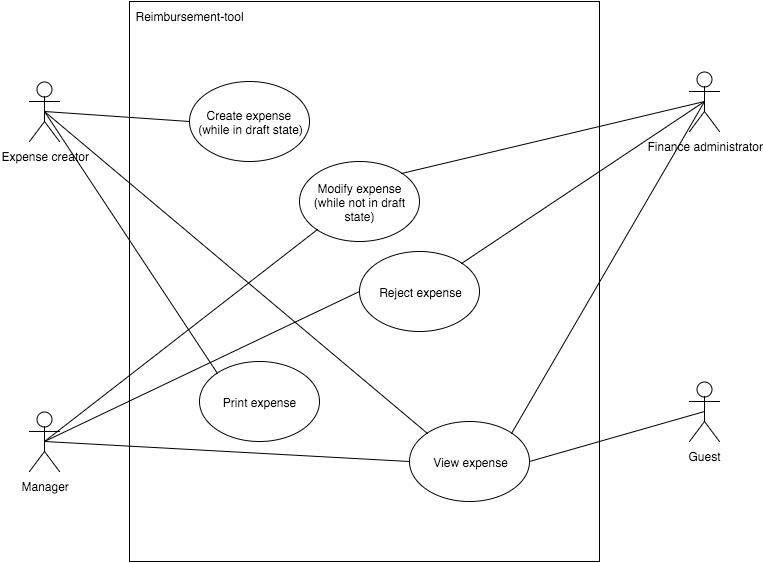 Reimbursement-tool
Create expense
(while in draft state)
Expense creator
Finance administrator
Modify expense
(while not in draft
state)
Reject expense
Print expense
View expense
Manager
Guest